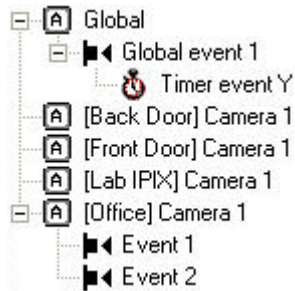 A Global
Global event 1
Timer event Y
A [Back Door] Camera 1
A [Front Door] Camera 1
A [Lab IPIX] Camera 1
A [Office] Camera 1
Event 1
Event 2